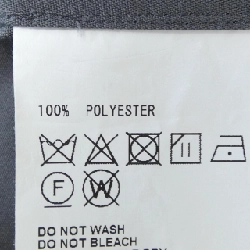 100% POLYESTER
F W
DO NOT WASH
DO NOT BLEACH